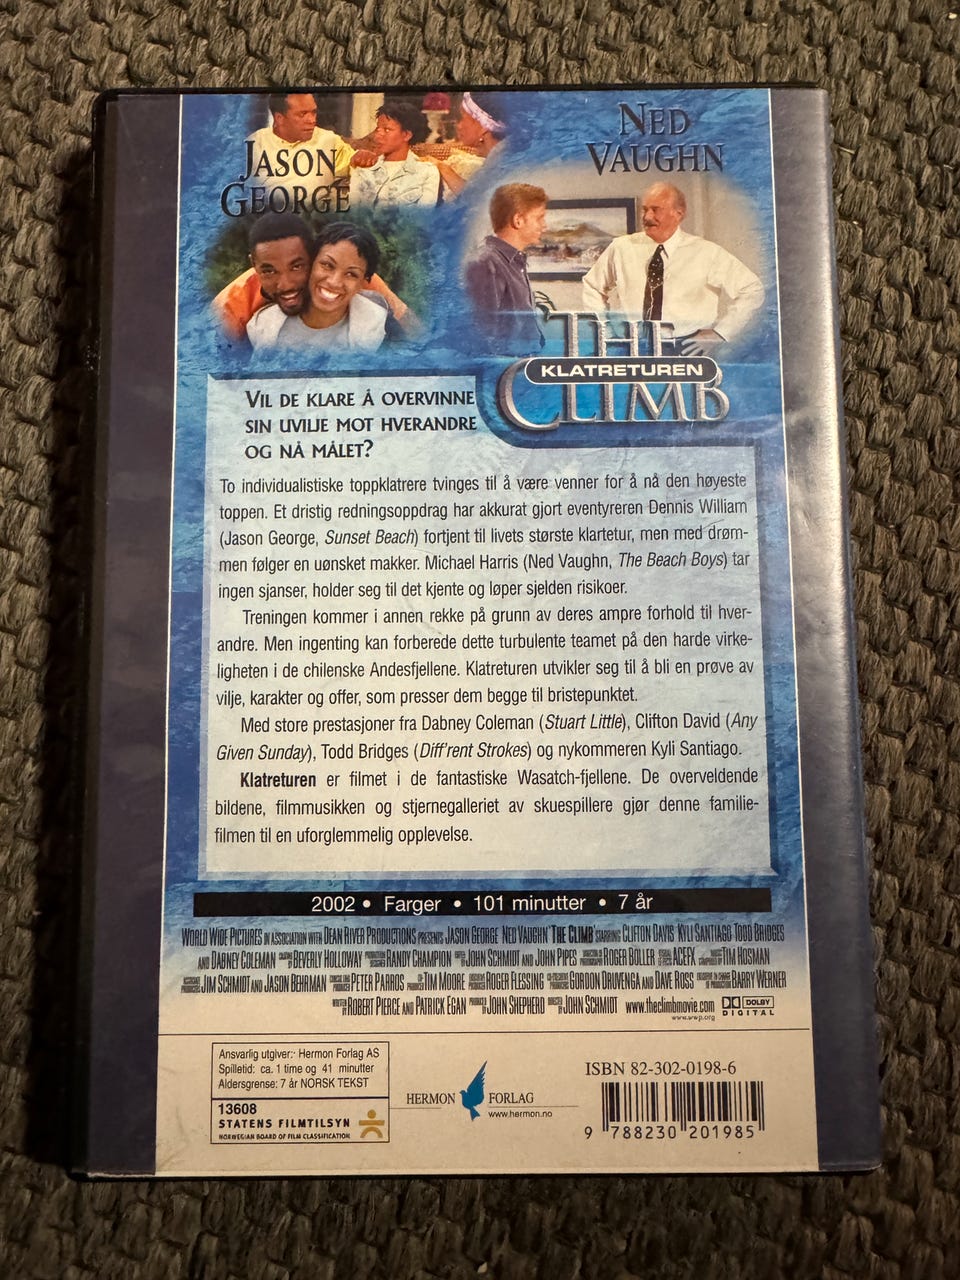 JASON
GEORGE
NED
VAUGHN
THE
KLATRETUREN
CLIMB
VIL DE KLARE Å OVERVINNE
SIN UVILJE MOT HVERANDRE
OG NÅ MÅLET?
To individualistiske toppklatrere tvinges til å være venner for å nå den høyeste
toppen. Et dristig redningsoppdrag har akkurat gjort eventyreren Dennis William
(Jason George, Sunset Beach) fortjent til livets største klartetur, men med drøm-
men følger en uønsket makker. Michael Harris (Ned Vaughn, The Beach Boys) tar
ingen sjanser, holder seg til det kjente og løper sjelden risikoer.
Treningen kommer i annen rekke på grunn av deres ampre forhold til hver-
andre. Men ingenting kan forberede dette turbulente teamet på den harde virke-
ligheten i de chilenske Andesfjellene. Klatreturen utvikler seg til å bli en prøve av
vilje, karakter og offer, som presser dem begge til bristepunktet.
Med store prestasjoner fra Dabney Coleman (Stuart Little), Clifton David (Any
Given Sunday), Todd Bridges (Diff'rent Strokes) og nykommeren Kyli Santiago.
Klatreturen er filmet i de fantastiske Wasatch-fjellene. De overveldende
bildene, filmmusikken og stjernegalleriet av skuespillere gjør denne familie-
filmen til en uforglemmelig opplevelse.
2002 • Farger • 101 minutter • 7 år
WORLD WIDE PICTURES IN ASSOCIATION WITH DEAN RIVER PRODUCTIONS PRESENTS JASON GEORGE NED VAUGHN "THE CLIMB" STARRING CLIFTON DAVIS KYLI SANTIAGO TODD BRIDGES
AND DABNEY COLEMAN BEVERLY HOLLOWAY RANDY CHAMPION JOHN SCHMIDT AND JOHN PIPES ROGER BOLLER ACEFX TIM HOSMAN
JIM SCHMIDT AND JASON BEHRMAN PETER PARROS TIM MOORE ROGER FLESSING GORDON DRUVENGA AND DAVE ROSS BARRY WERNER
WRITTEN BY ROBERT PIERCE AND PATRICK EGAN JOHN SHEPHERD JOHN SCHMIDT www.theclimbmovie.com DOLBY
DIGITAL
www.wwp.org
Ansvarlig utgiver: Hermon Forlag AS
Spilletid: ca. 1 time og 41 minutter
Aldersgrense: 7 år NORSK TEKST
13608
STATENS FILMTILSYN
NORWEGIAN BOARD OF FILM CLASSIFICATION
HERMON FORLAG
www.hermon.no
ISBN 82-302-0198-6
9 788230 201985